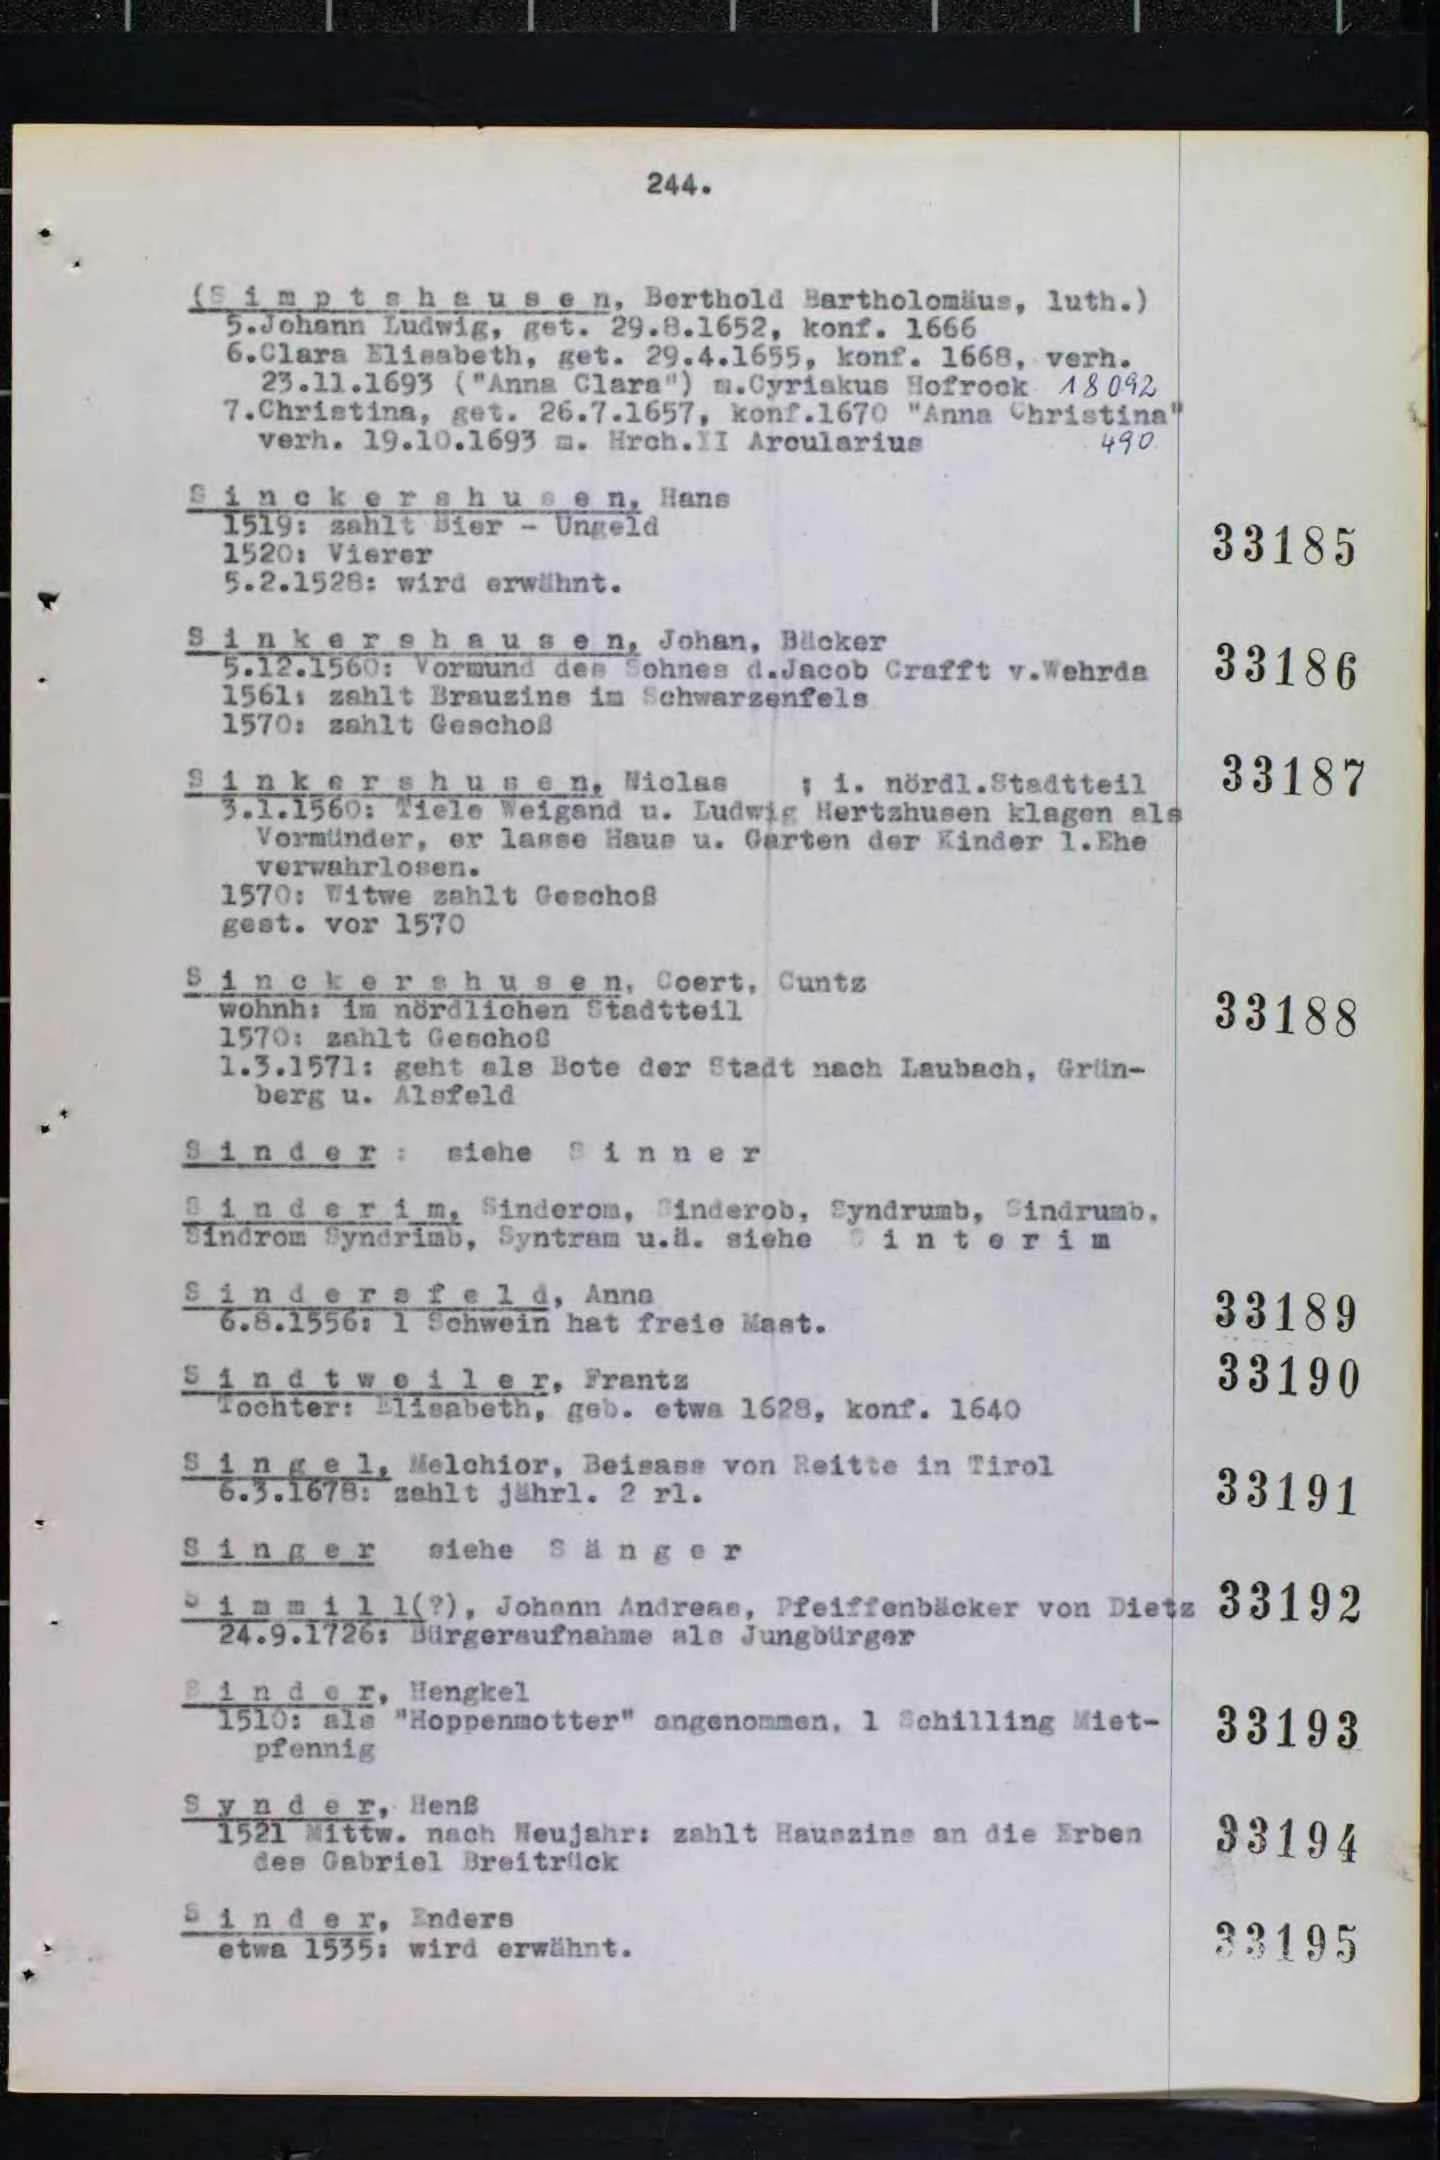 244.
(S i m p t s h a u s e n, Berthold Bartholomäus, luth.)
5.Johann Ludwig, get. 29.8.1652, konf. 1666
6.Clara Elisabeth, get. 29.4.1655, konf. 1668, verh.
23.11.1693 ("Anna Clara") m.Cyriakus Hofrock 18092
7.Christina, get. 26.7.1657, konf.1670 "Anna Christina"
verh. 19.10.1693 m. Hrch.II Arcularius 490
S i n c k e r s h u s e n, Hans
1519: zahlt Bier - Ungeld
33185
1520: Vierer
5.2.1528: wird erwähnt.
S i n k e r s h a u s e n, Johan, Bäcker
5.12.1560: Vormund des Sohnes d.Jacob Crafft v.Wehrda 33186
1561: zahlt Brauzins im Schwarzenfels
1570: zahlt Geschoß
S i n k e r s h u s e n, Niclas ; i. nördl.Stadtteil 33187
3.1.1560: Tiele Weigand u. Ludwig Hertzhusen klagen als
Vormünder, er lasse Haus u. Garten der Kinder 1.Ehe
verwahrlosen.
1570: Witwe zahlt Geschoß
gest. vor 1570
S i n c k e r s h u s e n, Coert, Cuntz
wohnh: im nördlichen Stadtteil 33188
1570: zahlt Geschoß
1.3.1571: geht als Bote der Stadt nach Laubach, Grün-
berg u. Alsfeld
S i n d e r : siehe S i n n e r
S i n d e r i m, Sinderom, Sinderob, Syndrumb, Sindrumb,
Sindrom Syndrimb, Syntram u.ä. siehe S i n t e r i m
S i n d e r s f e l d, Anna 33189
6.8.1556: 1 Schwein hat freie Mast.
S i n d t w e i l e r, Frantz 33190
Tochter: Elisabeth, geb. etwa 1628, konf. 1640
S i n g e l, Melchior, Beisass von Reitte in Tirol
6.3.1678: zahlt jährl. 2 rl. 33191
S i n g e r siehe S ä n g e r
S i m m i l l(?), Johann Andreas, Pfeiffenbäcker von Dietz 33192
24.9.1726: Bürgeraufnahme als Jungbürger
S i n d e r, Hengkel
1510: als "Hoppenmotter" angenommen, 1 Schilling Miet- 33193
pfennig
S y n d e r, Henß
1521 Mittw. nach Neujahr: zahlt Hauszins an die Erben 33194
des Gabriel Breitrück
S i n d e r, Enders
etwa 1535: wird erwähnt. 33195